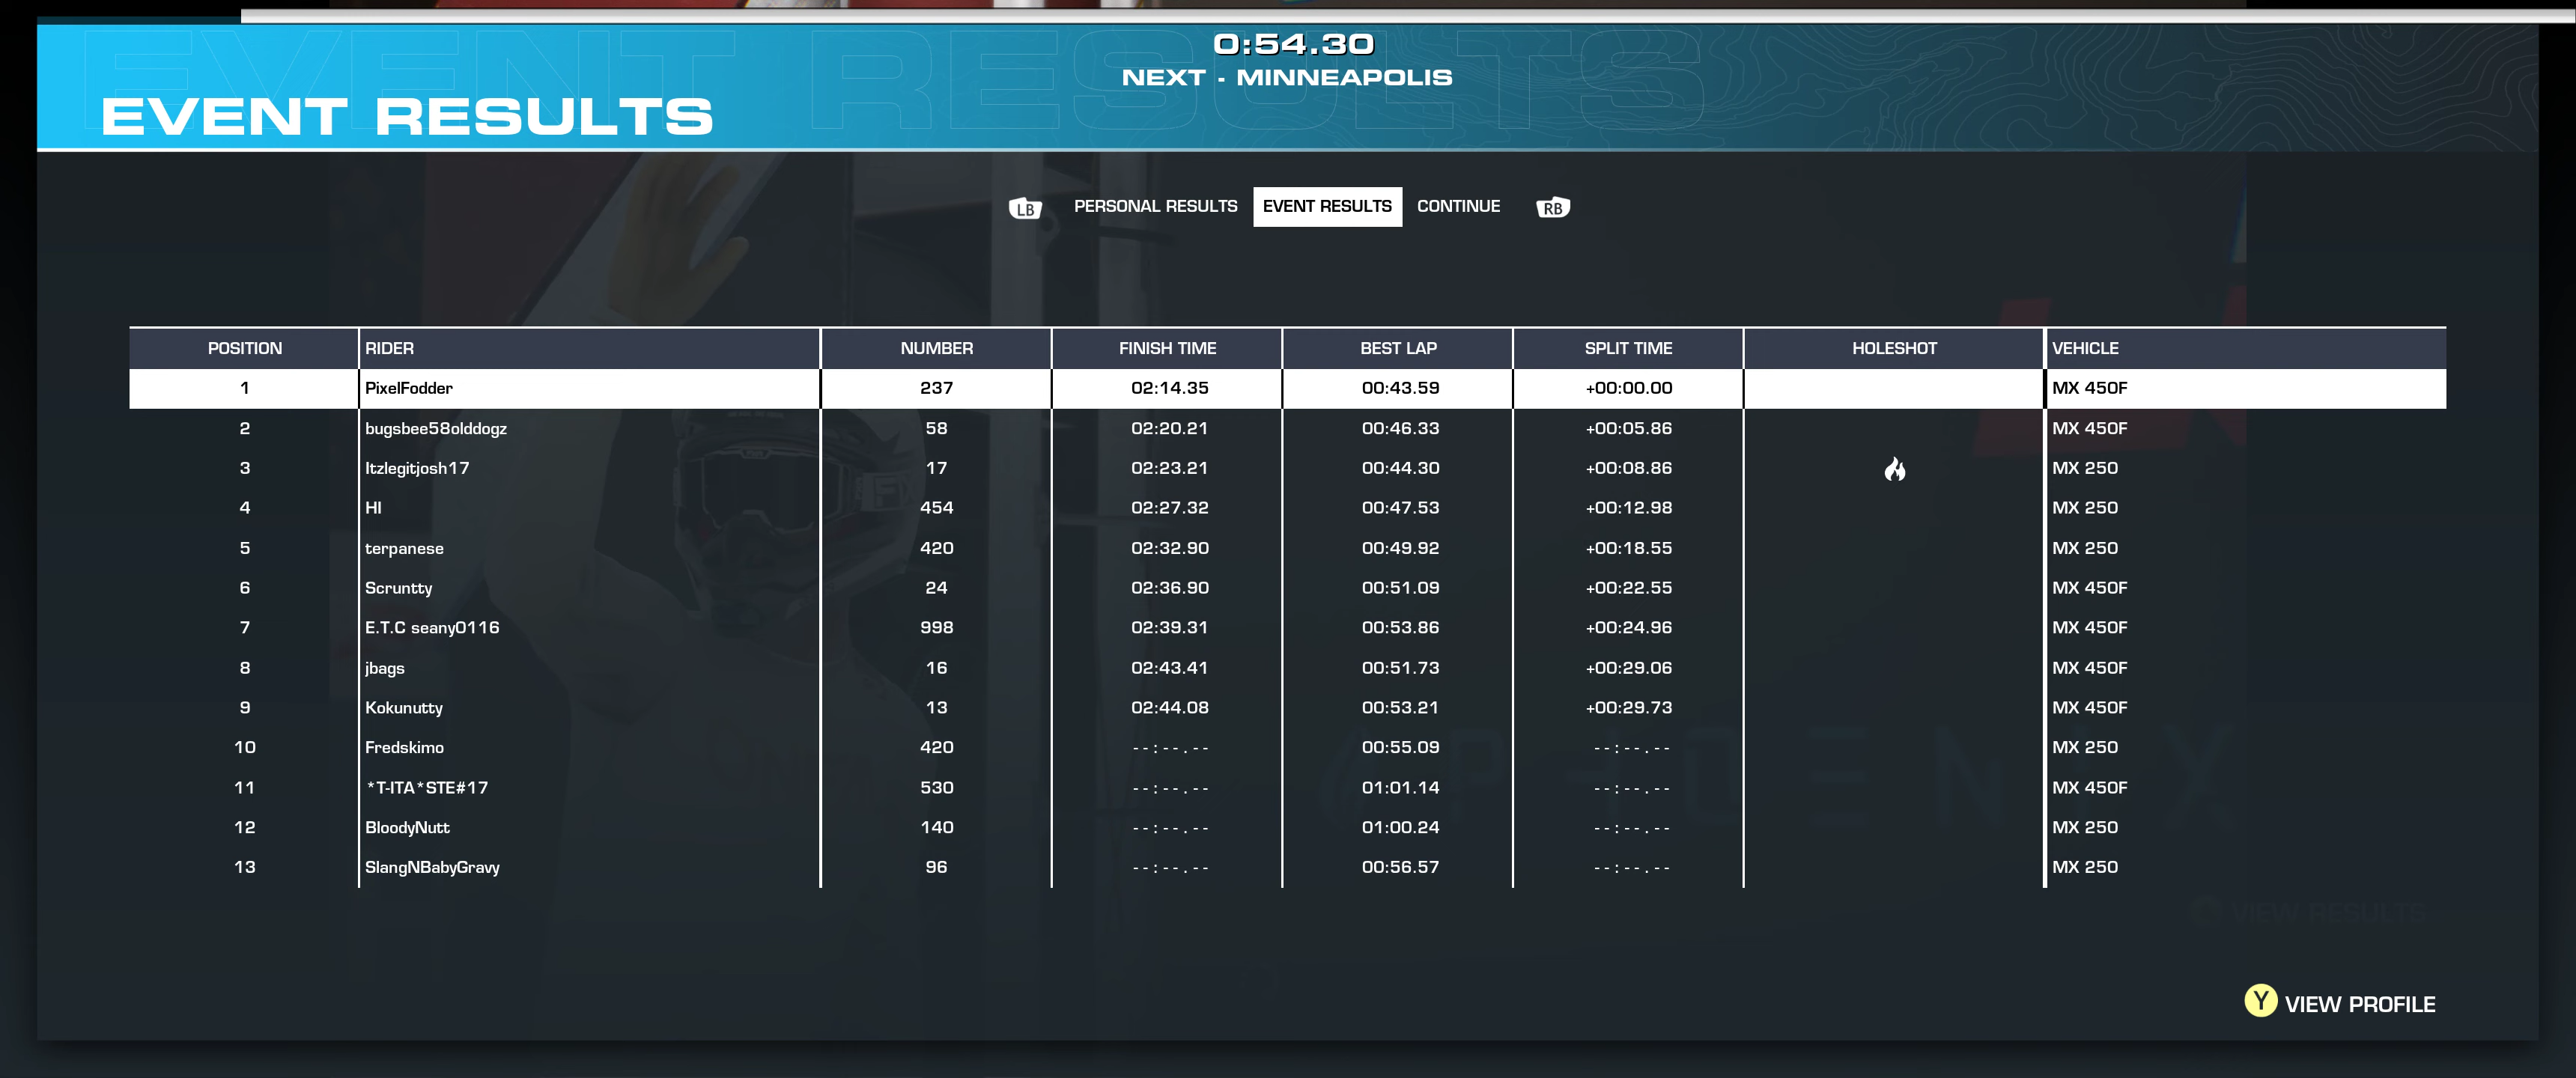 0:54.30
NEXT - MINNEAPOLIS
EVENT RESULTS
EVENT RESULTS
LB PERSONAL RESULTS EVENT RESULTS CONTINUE RB
POSITION RIDER NUMBER FINISH TIME BEST LAP SPLIT TIME HOLESHOT VEHICLE
1 PixelFodder 237 02:14.35 00:43.59 +00:00.00 MX 450F
2 bugsbee58olddogz 58 02:20.21 00:46.33 +00:05.86 MX 450F
3 Itzlegitjosh17 17 02:23.21 00:44.30 +00:08.86 MX 250
4 HI 454 02:27.32 00:47.53 +00:12.98 MX 250
5 terpanese 420 02:32.90 00:49.92 +00:18.55 MX 250
6 Scruntty 24 02:36.90 00:51.09 +00:22.55 MX 450F
7 E.T.C seany0116 998 02:39.31 00:53.86 +00:24.96 MX 450F
8 jbags 16 02:43.41 00:51.73 +00:29.06 MX 450F
9 Kokunutty 13 02:44.08 00:53.21 +00:29.73 MX 450F
10 Fredskimo 420 --:--.-- 00:55.09 --:--.-- MX 250
11 *T-ITA*STE#17 530 --:--.-- 01:01.14 --:--.-- MX 450F
12 BloodyNutt 140 --:--.-- 01:00.24 --:--.-- MX 250
13 SlangNBabyGravy 96 --:--.-- 00:56.57 --:--.-- MX 250
VIEW RESULTS
Y VIEW PROFILE